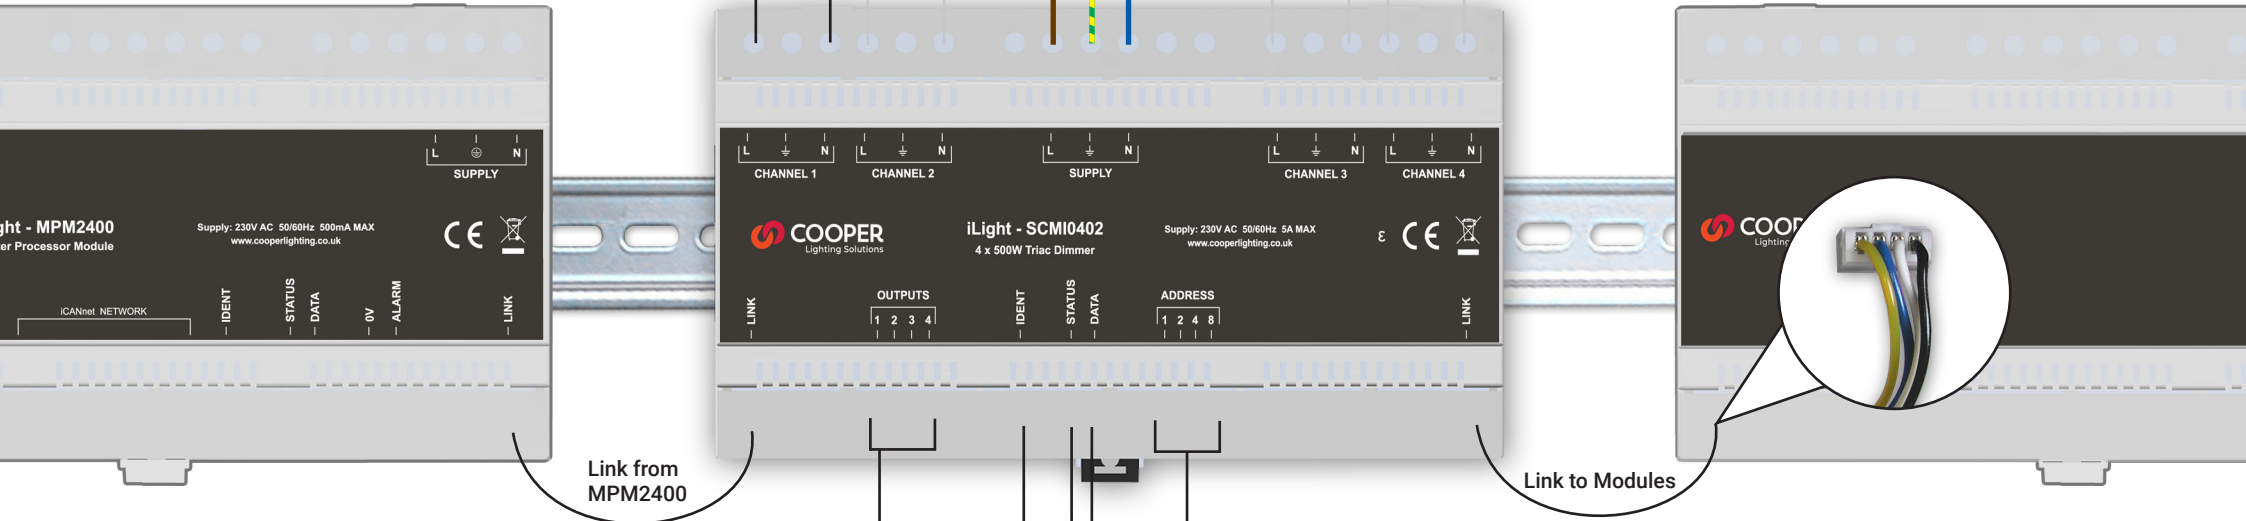 L N
SUPPLY
ght - MPM2400
ter Processor Module
Supply: 230V AC 50/60Hz 500mA MAX
www.cooperlighting.co.uk
CE
iCANnet NETWORK
IDENT
STATUS
DATA
0V
ALARM
LINK
Link from
MPM2400
L N
CHANNEL 1
L N
CHANNEL 2
L N
SUPPLY
L N
CHANNEL 3
L N
CHANNEL 4
COOPER
Lighting Solutions
iLight - SCMI0402
4 x 500W Triac Dimmer
Supply: 230V AC 50/60Hz 5A MAX
www.cooperlighting.co.uk
ε CE
LINK
OUTPUTS
1 2 3 4
IDENT
STATUS
DATA
ADDRESS
1 2 4 8
LINK
Link to Modules
COOP
Lighting